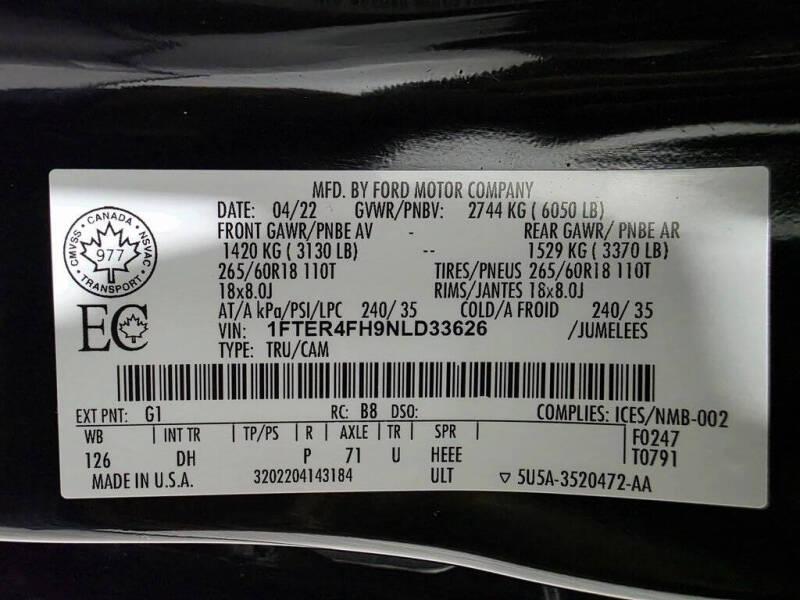 MFD. BY FORD MOTOR COMPANY
DATE: 04/22 GVWR/PNBV: 2744 KG ( 6050 LB)
FRONT GAWR/PNBE AV - REAR GAWR/ PNBE AR
1420 KG ( 3130 LB) -- 1529 KG ( 3370 LB)
265/60R18 110T TIRES/PNEUS 265/60R18 110T
18x8.0J RIMS/JANTES 18x8.0J
AT/A kPa/PSI/LPC 240/ 35 COLD/A FROID 240/ 35
VIN: 1FTER4FH9NLD33626 /JUMELEES
TYPE: TRU/CAM
CANADA
CMVSS
NSVAC
977
TRANSPORT
EC
EXT PNT: G1 RC: B8 DSO: COMPLIES: ICES/NMB-002
WB | INT TR | TP/PS | R | AXLE | TR | SPR | F0247
126 DH P 71 U HEEE T0791
MADE IN U.S.A. 3202204143184 ULT ▽ 5U5A-3520472-AA